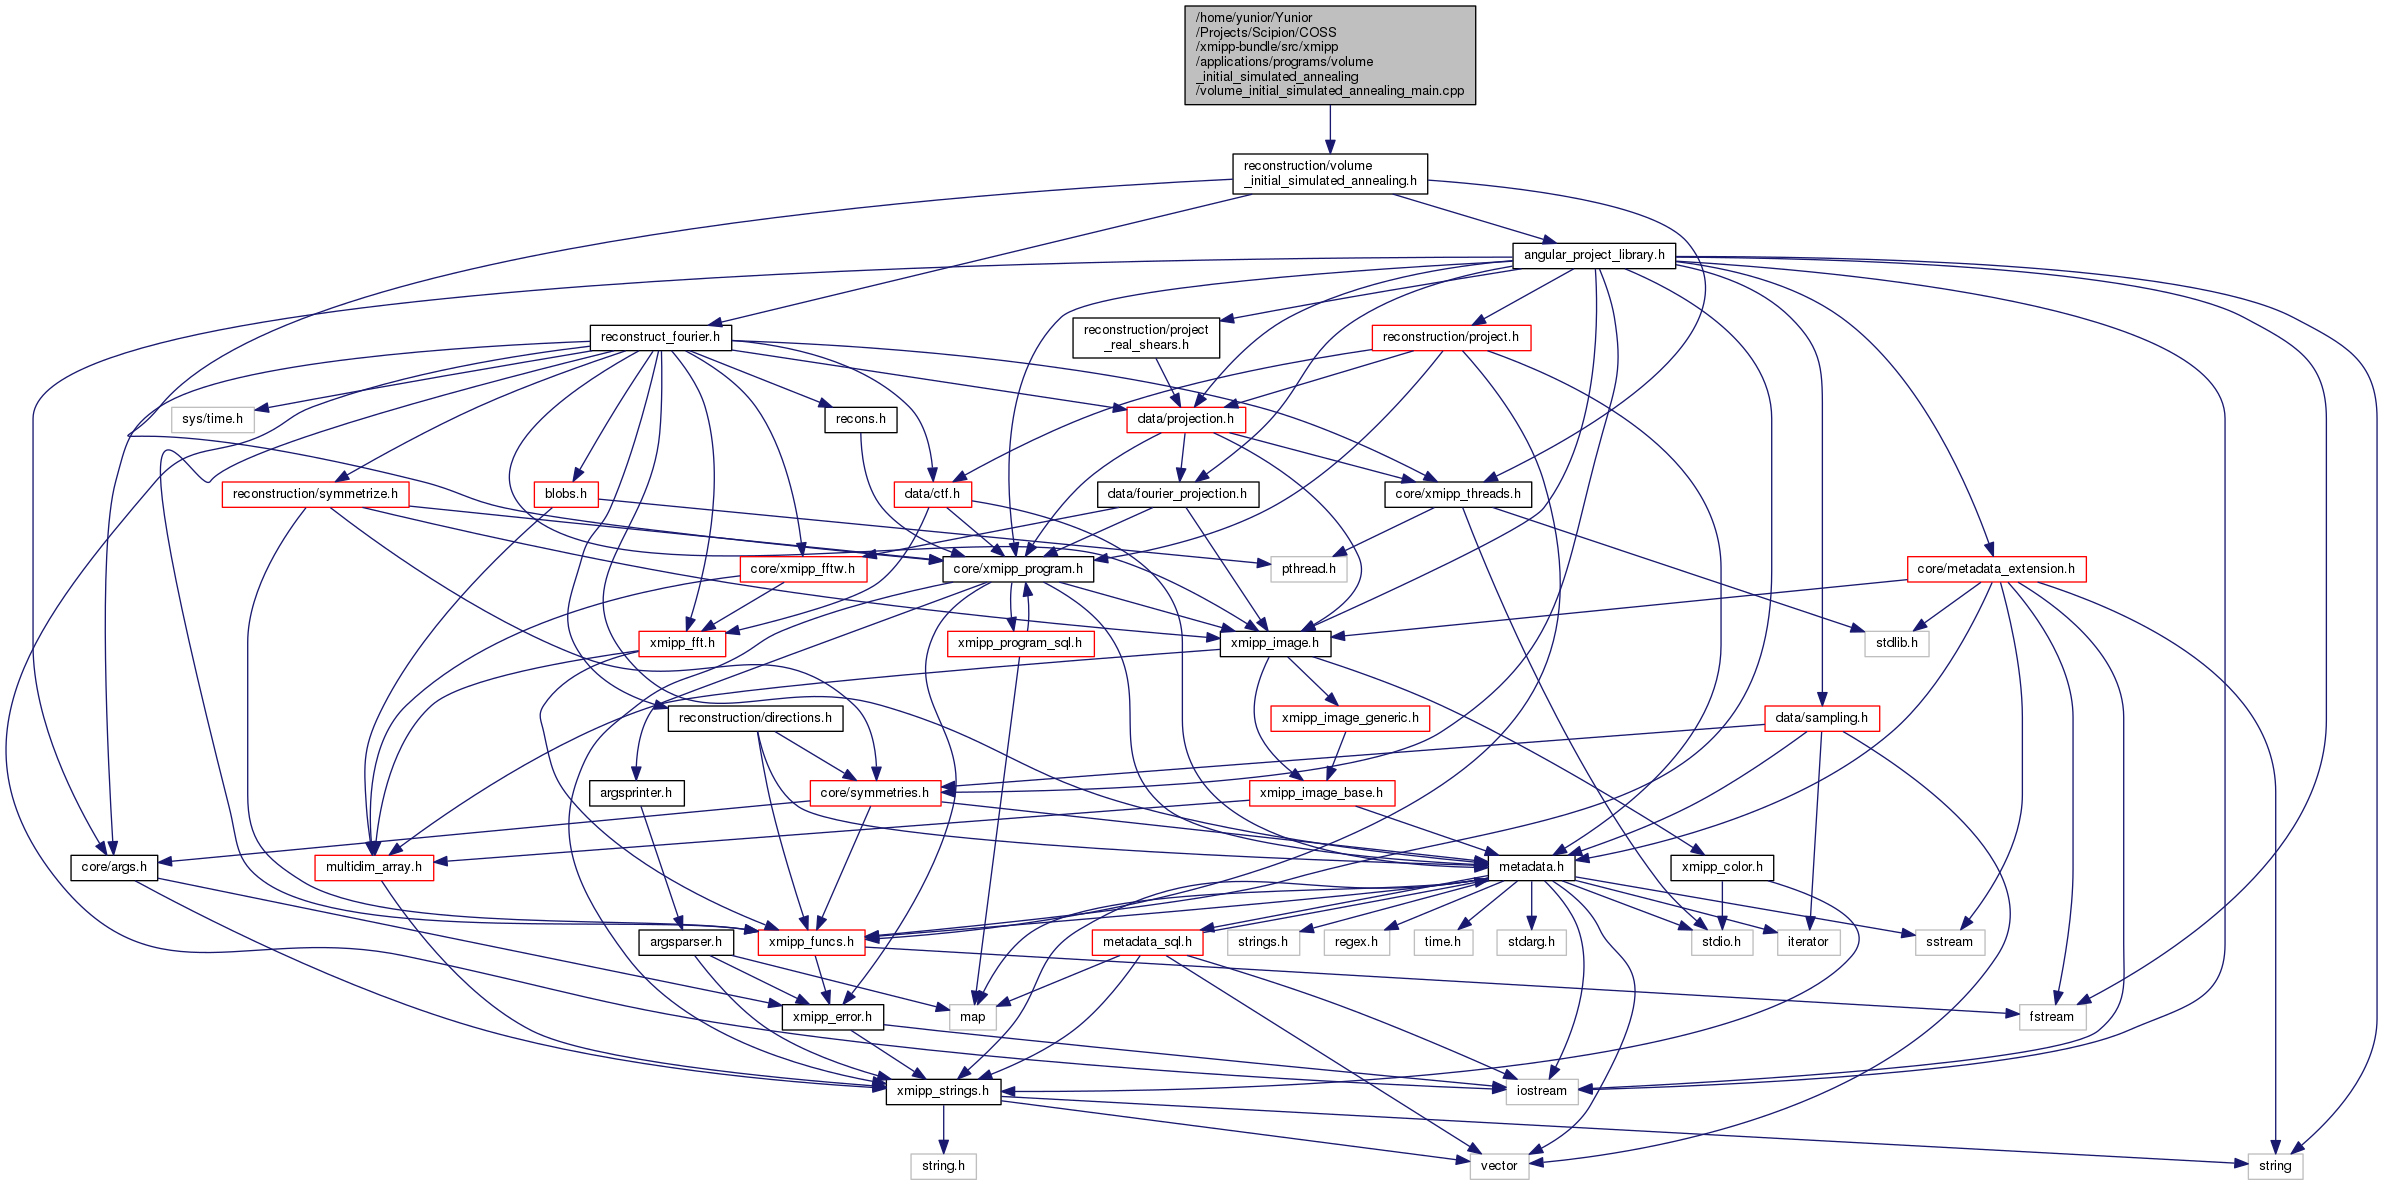 /home/yunior/Yunior
/Projects/Scipion/COSS
/xmipp-bundle/src/xmipp
/applications/programs/volume
_initial_simulated_annealing
/volume_initial_simulated_annealing_main.cpp
reconstruction/volume
_initial_simulated_annealing.h
angular_project_library.h
reconstruct_fourier.h
reconstruction/project
_real_shears.h
reconstruction/project.h
sys/time.h
recons.h
data/projection.h
reconstruction/symmetrize.h
blobs.h
data/ctf.h
data/fourier_projection.h
core/xmipp_threads.h
core/xmipp_fftw.h
core/xmipp_program.h
pthread.h
core/metadata_extension.h
xmipp_fft.h
xmipp_program_sql.h
xmipp_image.h
stdlib.h
reconstruction/directions.h
xmipp_image_generic.h
data/sampling.h
argsprinter.h
core/symmetries.h
xmipp_image_base.h
core/args.h
multidim_array.h
metadata.h
xmipp_color.h
argsparser.h
xmipp_funcs.h
metadata_sql.h
strings.h
regex.h
time.h
stdarg.h
stdio.h
iterator
sstream
xmipp_error.h
map
fstream
xmipp_strings.h
iostream
string.h
vector
string